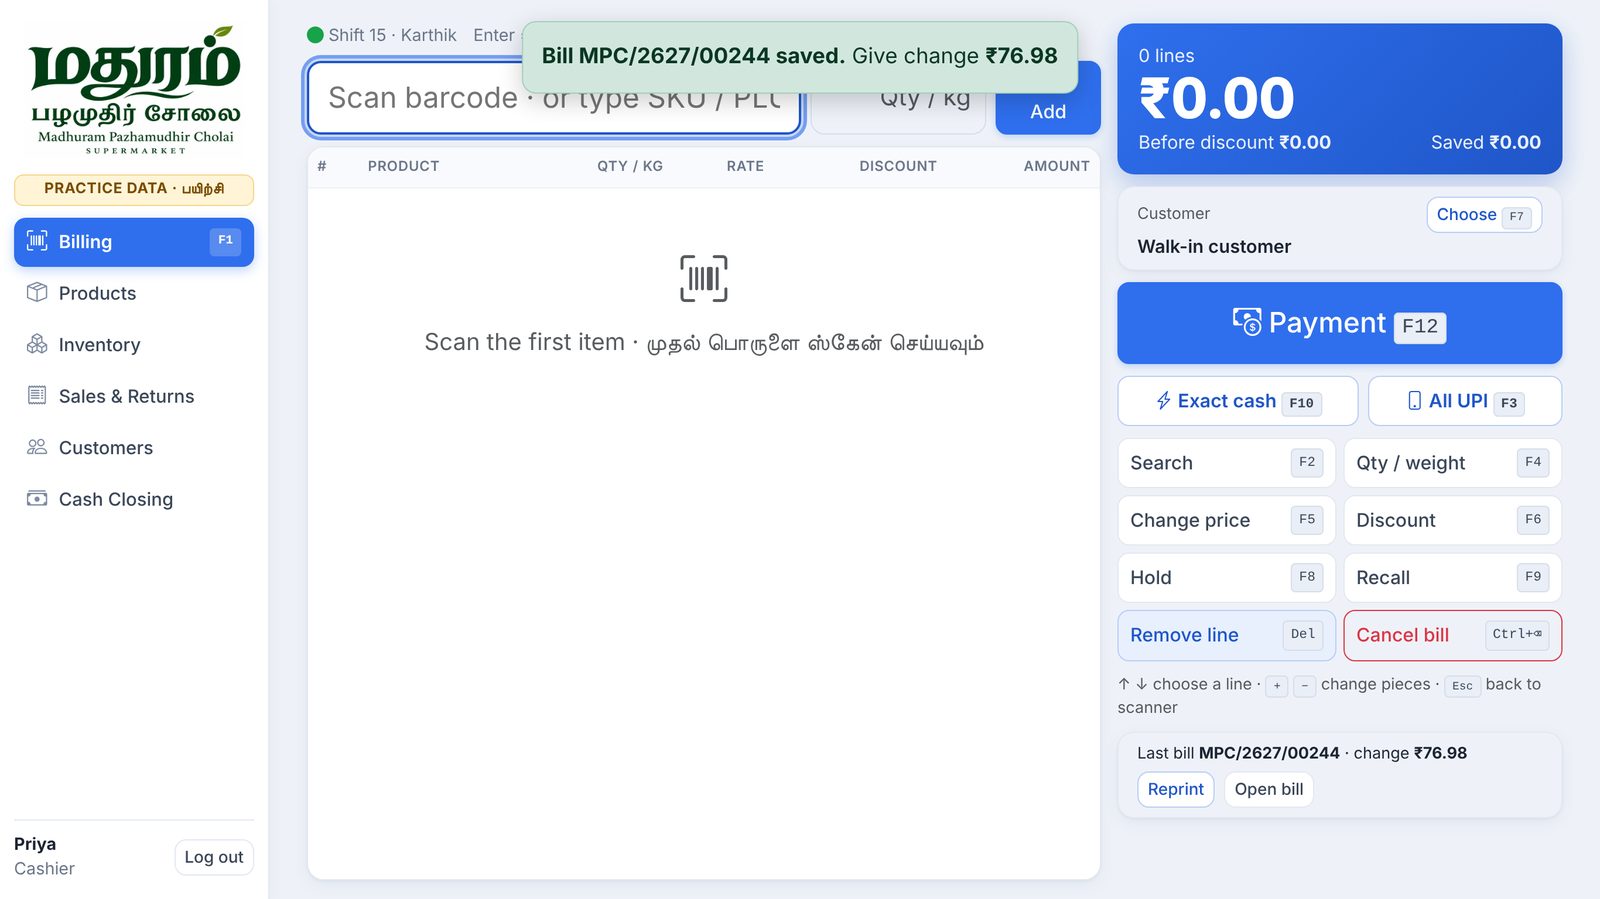 மதுரம்
பழமுதிர் சோலை
Madhuram Pazhamudhir Cholai
SUPERMARKET
PRACTICE DATA · பயிற்சி
Billing F1
Products
Inventory
Sales & Returns
Customers
Cash Closing
Priya
Cashier
Log out
Shift 15 · Karthik Enter
Bill MPC/2627/00244 saved. Give change ₹76.98
Scan barcode · or type SKU / PLU
Qty / kg
Add
# PRODUCT QTY / KG RATE DISCOUNT AMOUNT
Scan the first item · முதல் பொருளை ஸ்கேன் செய்யவும்
0 lines
₹0.00
Before discount ₹0.00 Saved ₹0.00
Customer
Choose F7
Walk-in customer
Payment F12
Exact cash F10 All UPI F3
Search F2 Qty / weight F4
Change price F5 Discount F6
Hold F8 Recall F9
Remove line Del Cancel bill Ctrl+⌫
↑ ↓ choose a line · + − change pieces · Esc back to
scanner
Last bill MPC/2627/00244 · change ₹76.98
Reprint Open bill